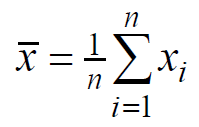 x̄ = 1/n ∑_{i=1}^{n} x_i